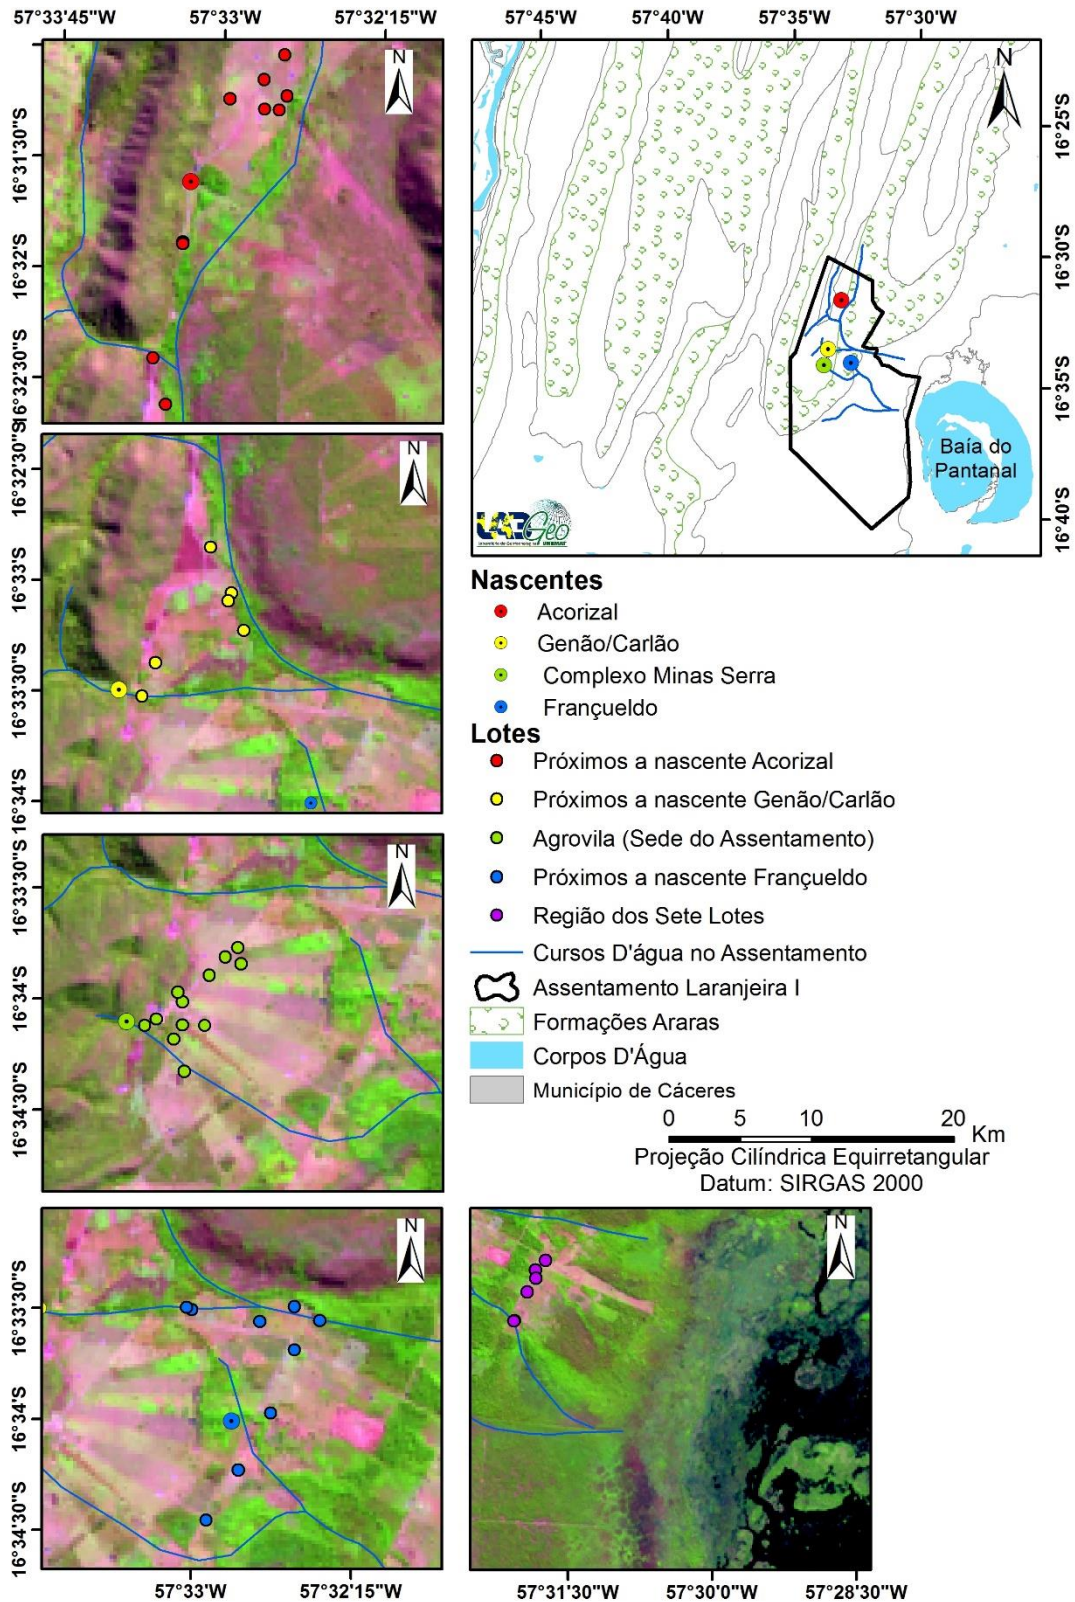 57°33'45"W 57°33'W 57°32'15"W
57°45'W 57°40'W 57°35'W 57°30'W
N
16°31'30"S
16°32'S
16°32'30"S
N
16°25'S
16°30'S
16°35'S
16°40'S
Baía do
Pantanal
Geo
N
16°32'30"S
16°33'S
16°33'30"S
16°34'S
Nascentes
Acorizal
Genão/Carlão
Complexo Minas Serra
Françueldo
Lotes
Próximos a nascente Acorizal
Próximos a nascente Genão/Carlão
Agrovila (Sede do Assentamento)
Próximos a nascente Françueldo
Região dos Sete Lotes
Cursos D'água no Assentamento
Assentamento Laranjeira I
Formações Araras
Corpos D'Água
Município de Cáceres
0 5 10 20
Km
Projeção Cilíndrica Equirretangular
Datum: SIRGAS 2000
N
16°33'30"S
16°34'S
16°34'30"S
N
16°33'30"S
16°34'S
16°34'30"S
57°33'W 57°32'15"W
N
57°31'30"W 57°30'0"W 57°28'30"W